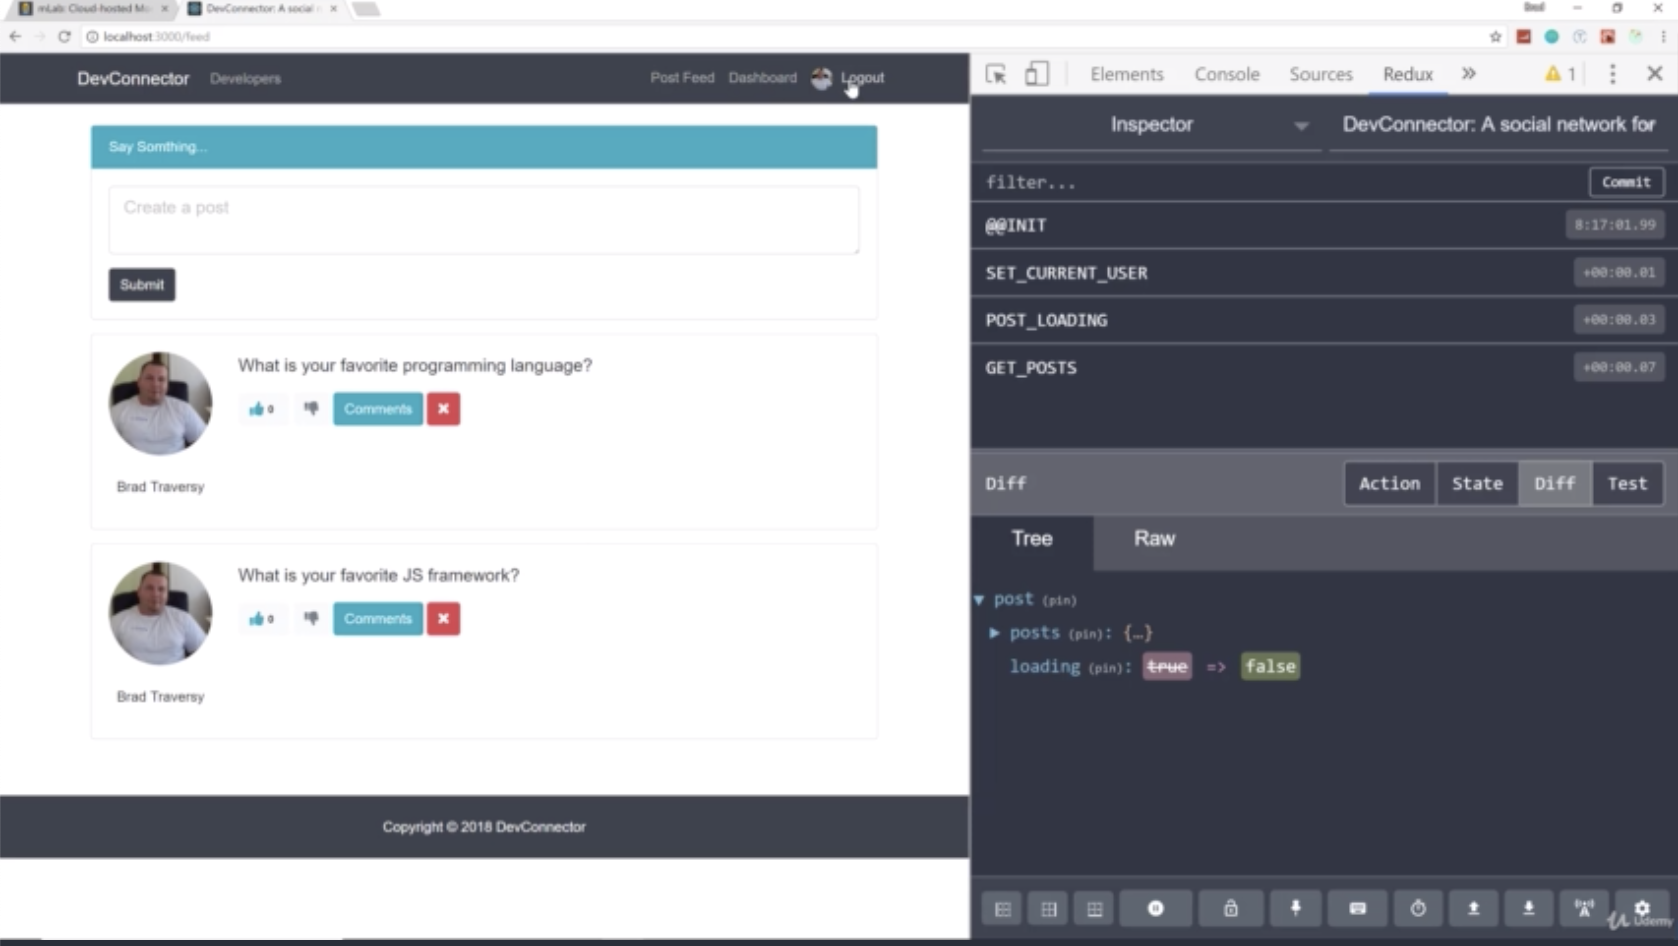 mLab: Cloud-hosted Mo
DevConnector: A social n
localhost:3000/feed
DevConnector Developers Post Feed Dashboard Logout
Say Somthing...
Create a post
Submit
What is your favorite programming language?
0 Comments
Brad Traversy
What is your favorite JS framework?
0 Comments
Brad Traversy
Copyright © 2018 DevConnector
Elements Console Sources Redux » 1
Inspector DevConnector: A social network for
filter... Commit
@@INIT 8:17:01.99
SET_CURRENT_USER +00:00.01
POST_LOADING +00:00.03
GET_POSTS +00:00.07
Diff Action State Diff Test
Tree Raw
post (pin)
posts (pin): {…}
loading (pin): true => false
Udemy